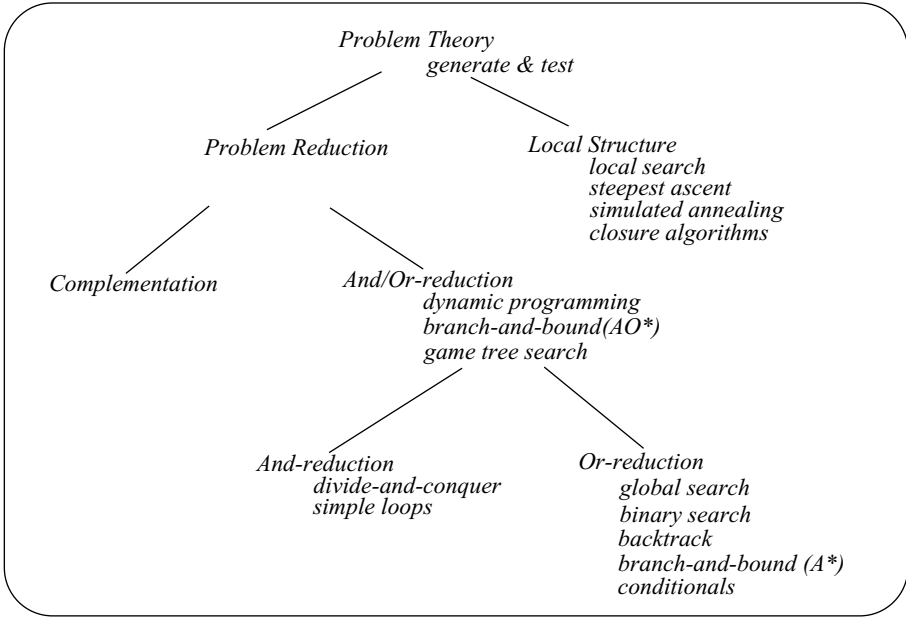 Problem Theory
generate & test
Problem Reduction
Local Structure
local search
steepest ascent
simulated annealing
closure algorithms
Complementation
And/Or-reduction
dynamic programming
branch-and-bound(AO*)
game tree search
And-reduction
divide-and-conquer
simple loops
Or-reduction
global search
binary search
backtrack
branch-and-bound (A*)
conditionals